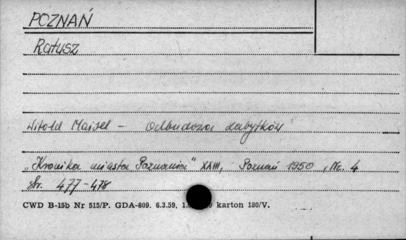 POZNAŃ
Ratusz
Witold Maisel - Odbudowa zabytków
"Kronika miasta Poznania" XXIII, Poznań 1950, Nr. 4
str. 477-478
CWD B-15b Nr 515/P. GDA-809. 6.3.59, karton 180/V.